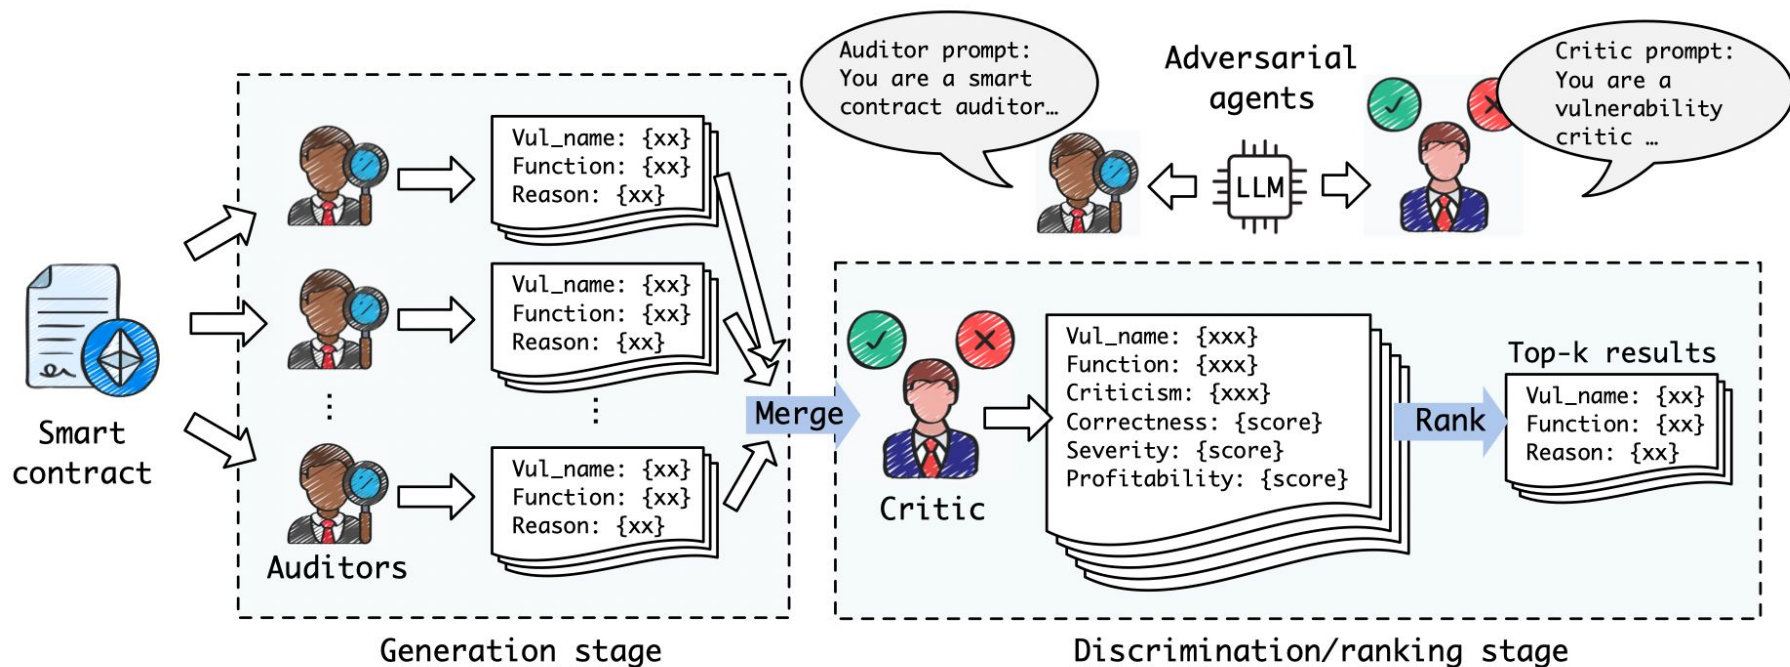 Smart
contract
Vul_name: {xx}
Function: {xx}
Reason: {xx}
Vul_name: {xx}
Function: {xx}
Reason: {xx}
Vul_name: {xx}
Function: {xx}
Reason: {xx}
Auditors
Generation stage
Merge
Auditor prompt:
You are a smart
contract auditor…
Adversarial
agents
LLM
Critic prompt:
You are a
vulnerability
critic …
Critic
Vul_name: {xxx}
Function: {xxx}
Criticism: {xxx}
Correctness: {score}
Severity: {score}
Profitability: {score}
Rank
Top-k results
Vul_name: {xx}
Function: {xx}
Reason: {xx}
Discrimination/ranking stage